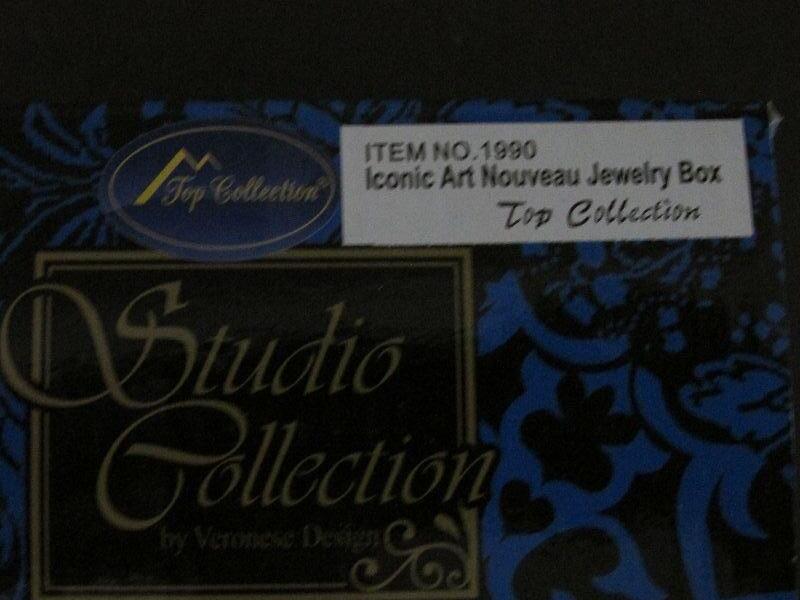 Top Collection®
ITEM NO.1990
Iconic Art Nouveau Jewelry Box
Top Collection
Studio
Collection
by Veronese Design